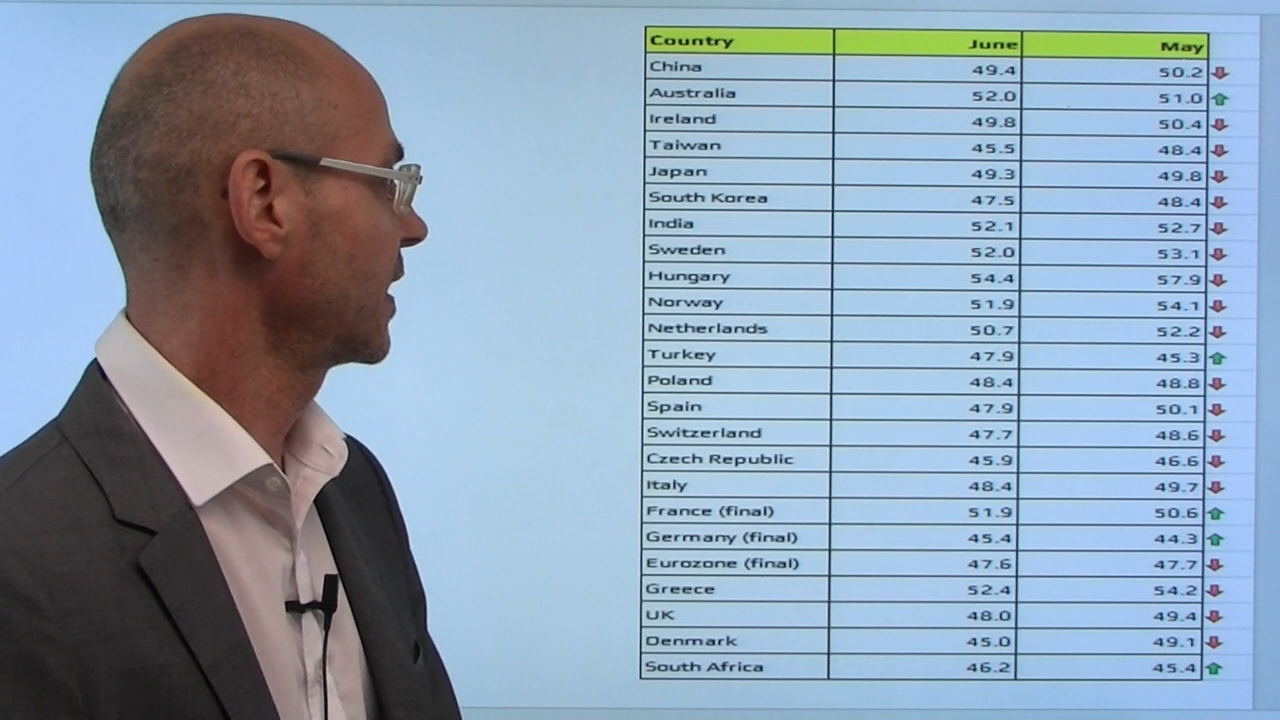 Country June May
China 49.4 50.2
Australia 52.0 51.0
Ireland 49.8 50.4
Taiwan 45.5 48.4
Japan 49.3 49.8
South Korea 47.5 48.4
India 52.1 52.7
Sweden 52.0 53.1
Hungary 54.4 57.9
Norway 51.9 54.1
Netherlands 50.7 52.2
Turkey 47.9 45.3
Poland 48.4 48.8
Spain 47.9 50.1
Switzerland 47.7 48.6
Czech Republic 45.9 46.6
Italy 48.4 49.7
France (final) 51.9 50.6
Germany (final) 45.4 44.3
Eurozone (final) 47.6 47.7
Greece 52.4 54.2
UK 48.0 49.4
Denmark 45.0 49.1
South Africa 46.2 45.4